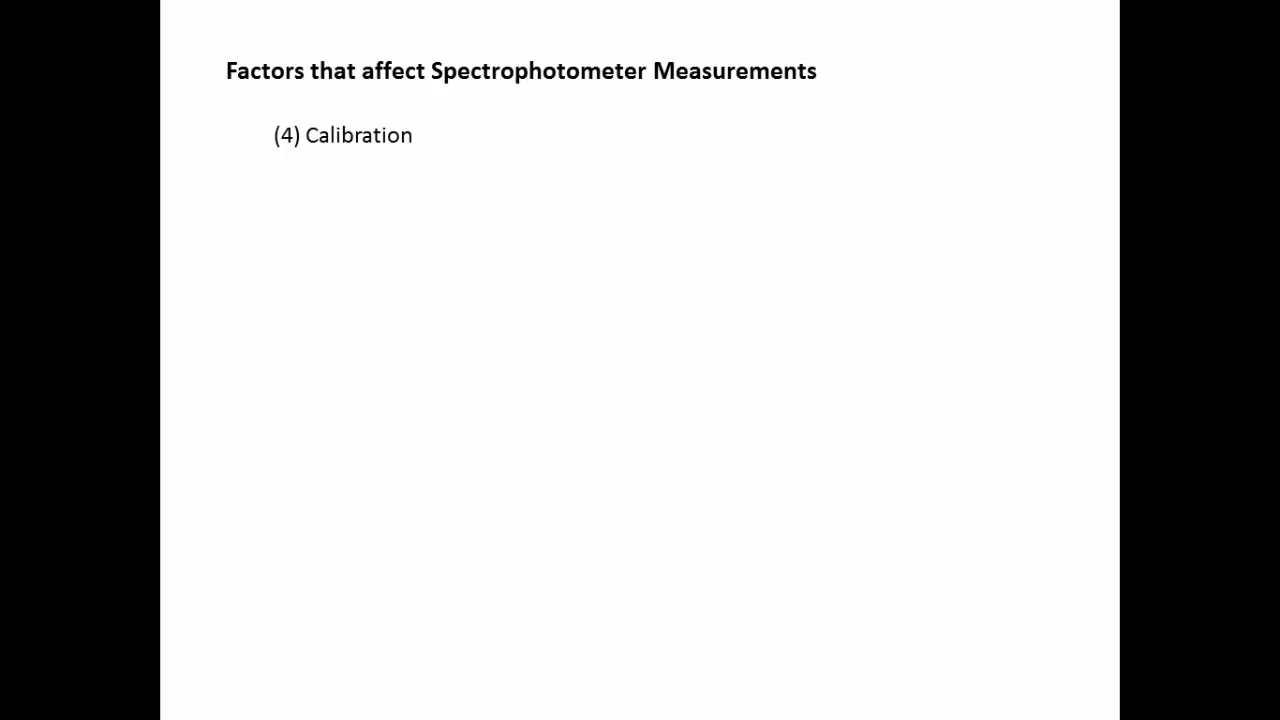 Factors that affect Spectrophotometer Measurements
(4) Calibration